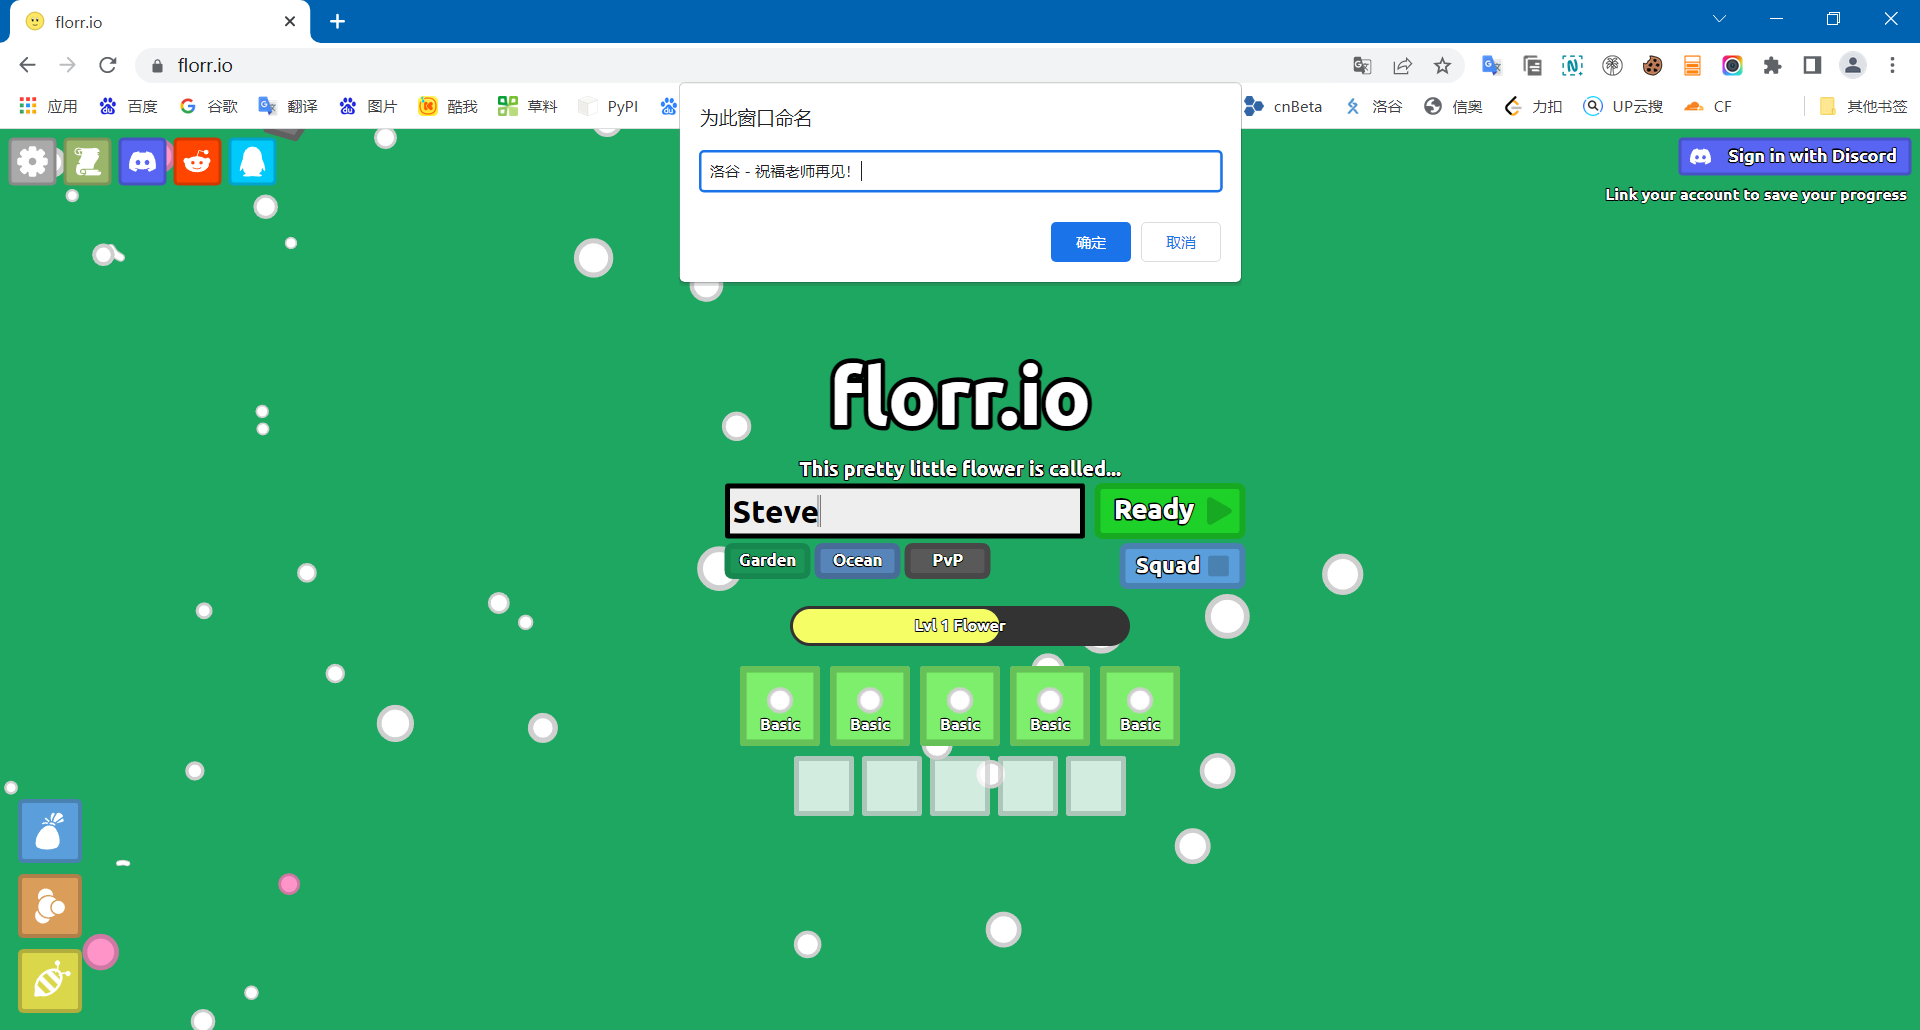 florr.io
florr.io
应用 百度 谷歌 翻译 图片 酷我 草料 PyPI cnBeta 洛谷 信奥 力扣 UP云搜 CF 其他书签
为此窗口命名
洛谷 - 祝福老师再见！
确定 取消
Sign in with Discord
Link your account to save your progress
florr.io
This pretty little flower is called...
Steve Ready
Garden Ocean PvP Squad
Lvl 1 Flower
Basic Basic Basic Basic Basic